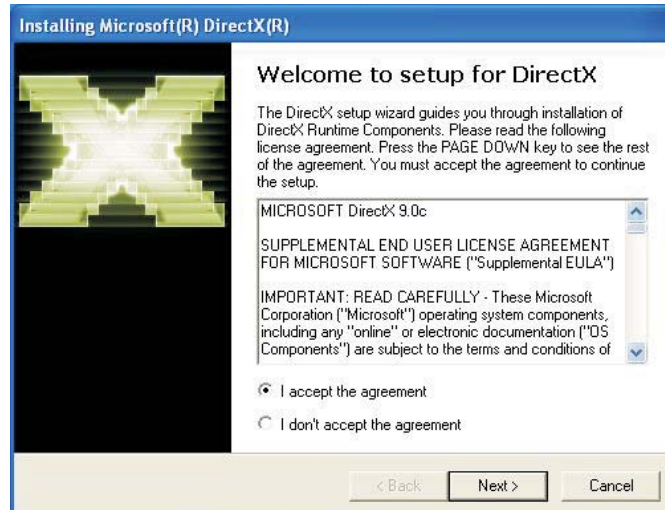 Installing Microsoft(R) DirectX(R)
Welcome to setup for DirectX
The DirectX setup wizard guides you through installation of
DirectX Runtime Components. Please read the following
license agreement. Press the PAGE DOWN key to see the rest
of the agreement. You must accept the agreement to continue
the setup.
MICROSOFT DirectX 9.0c
SUPPLEMENTAL END USER LICENSE AGREEMENT
FOR MICROSOFT SOFTWARE ("Supplemental EULA")
IMPORTANT: READ CAREFULLY - These Microsoft
Corporation ("Microsoft") operating system components,
including any "online" or electronic documentation ("OS
Components") are subject to the terms and conditions of
I accept the agreement
I don't accept the agreement
< Back
Next >
Cancel